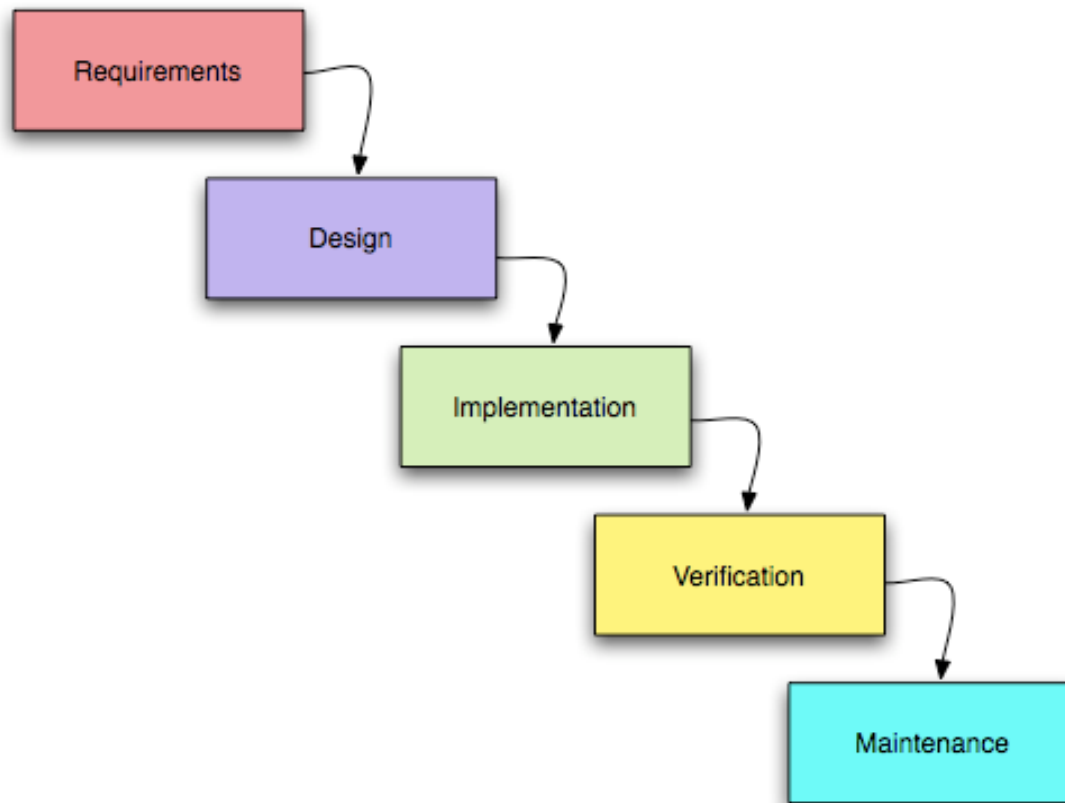 Requirements
Design
Implementation
Verification
Maintenance